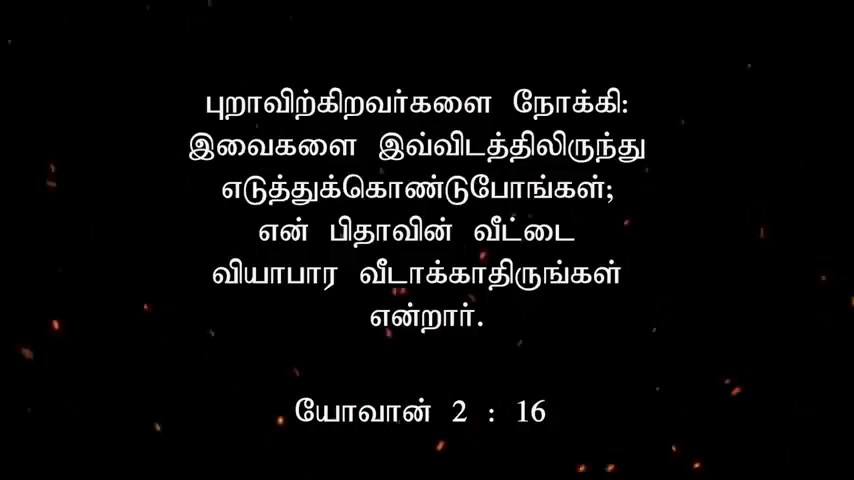 புறாவிற்கிறவர்களை நோக்கி:
இவைகளை இவ்விடத்திலிருந்து
எடுத்துக்கொண்டுபோங்கள்;
என் பிதாவின் வீட்டை
வியாபார வீடாக்காதிருங்கள்
என்றார்.
யோவான் 2 : 16